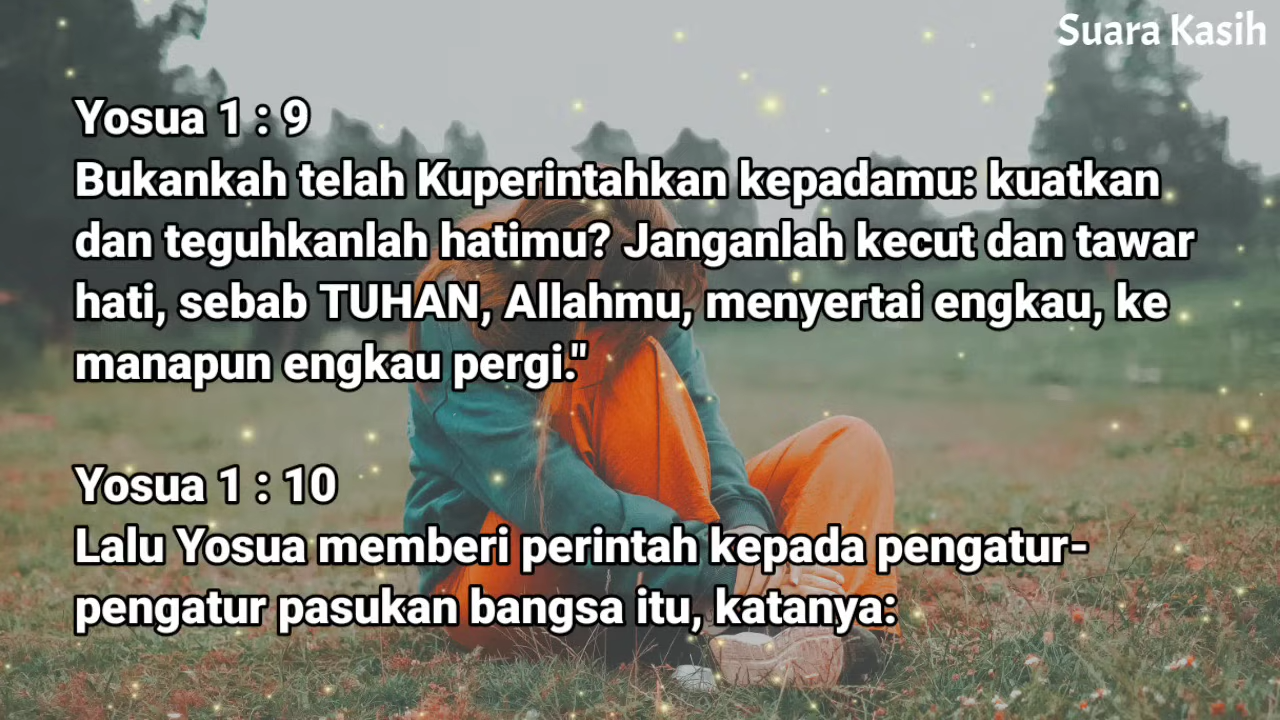 Suara Kasih
Yosua 1 : 9
Bukankah telah Kuperintahkan kepadamu: kuatkan
dan teguhkanlah hatimu? Janganlah kecut dan tawar
hati, sebab TUHAN, Allahmu, menyertai engkau, ke
manapun engkau pergi."
Yosua 1 : 10
Lalu Yosua memberi perintah kepada pengatur-
pengatur pasukan bangsa itu, katanya: